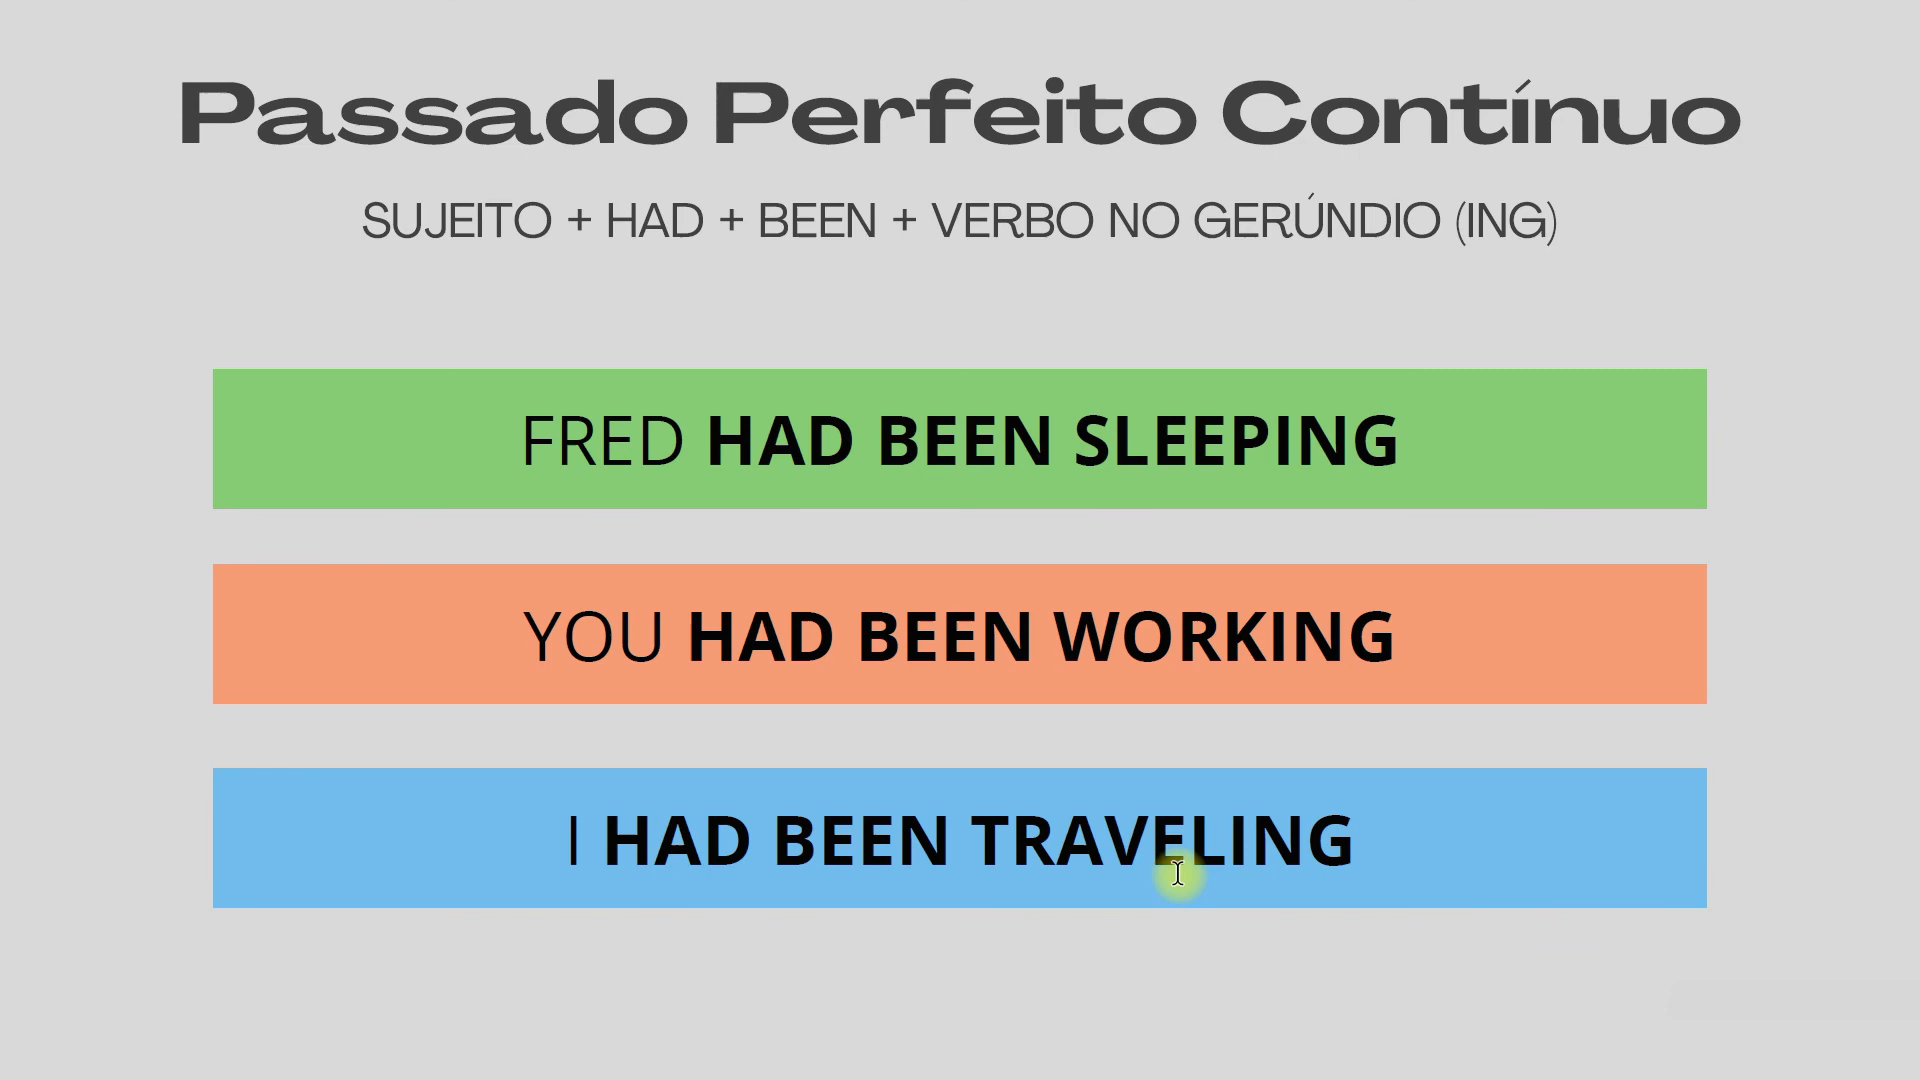 Passado Perfeito Contínuo
SUJEITO + HAD + BEEN + VERBO NO GERÚNDIO (ING)
FRED HAD BEEN SLEEPING
YOU HAD BEEN WORKING
I HAD BEEN TRAVELING